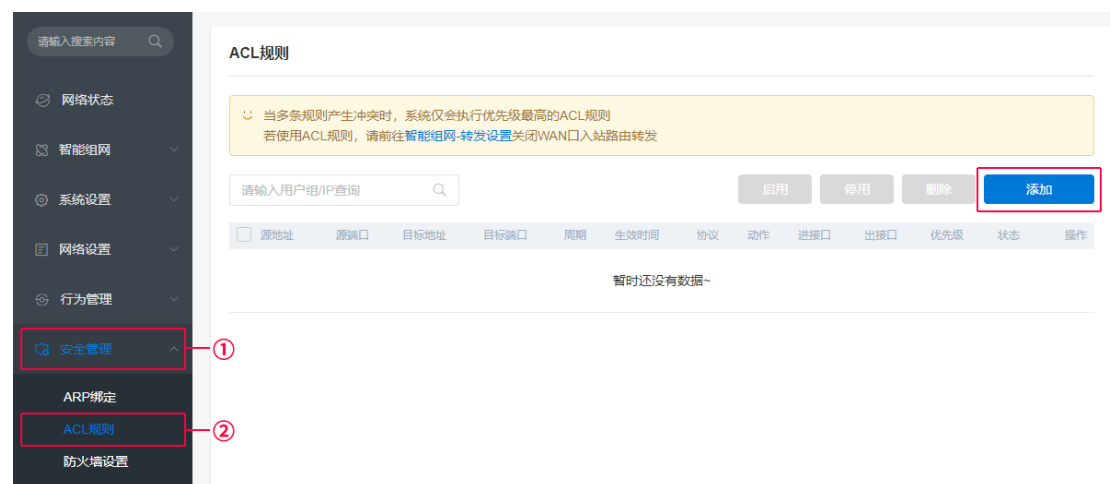 请输入搜索内容
网络状态
智能组网
系统设置
网络设置
行为管理
安全管理
①
ARP绑定
ACL规则
②
防火墙设置
ACL规则
当多条规则产生冲突时，系统仅会执行优先级最高的ACL规则
若使用ACL规则，请前往智能组网-转发设置关闭WAN口入站路由转发
请输入用户组/IP查询
启用 停用 删除 添加
源地址 源端口 目标地址 目标端口 周期 生效时间 协议 动作 进接口 出接口 优先级 状态 操作
暂时还没有数据~